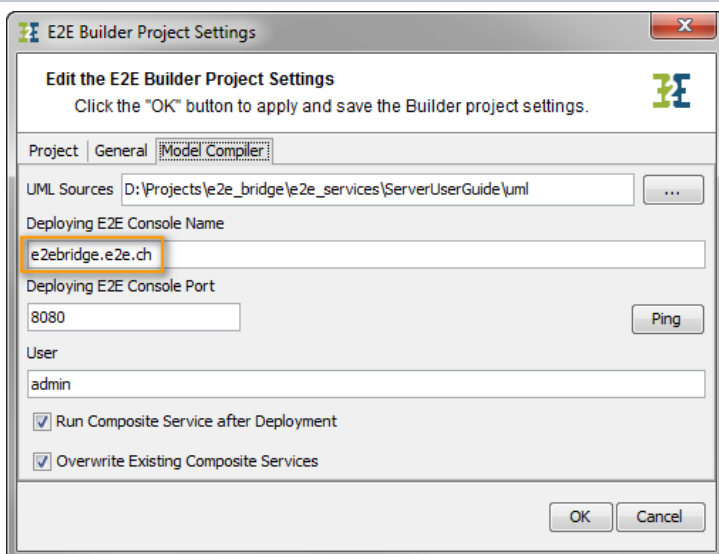 E2E Builder Project Settings
Edit the E2E Builder Project Settings
Click the "OK" button to apply and save the Builder project settings.
Project General Model Compiler
UML Sources D:\Projects\e2e_bridge\e2e_services\ServerUserGuide\uml ...
Deploying E2E Console Name
e2ebridge.e2e.ch
Deploying E2E Console Port
8080 Ping
User
admin
Run Composite Service after Deployment
Overwrite Existing Composite Services
OK Cancel